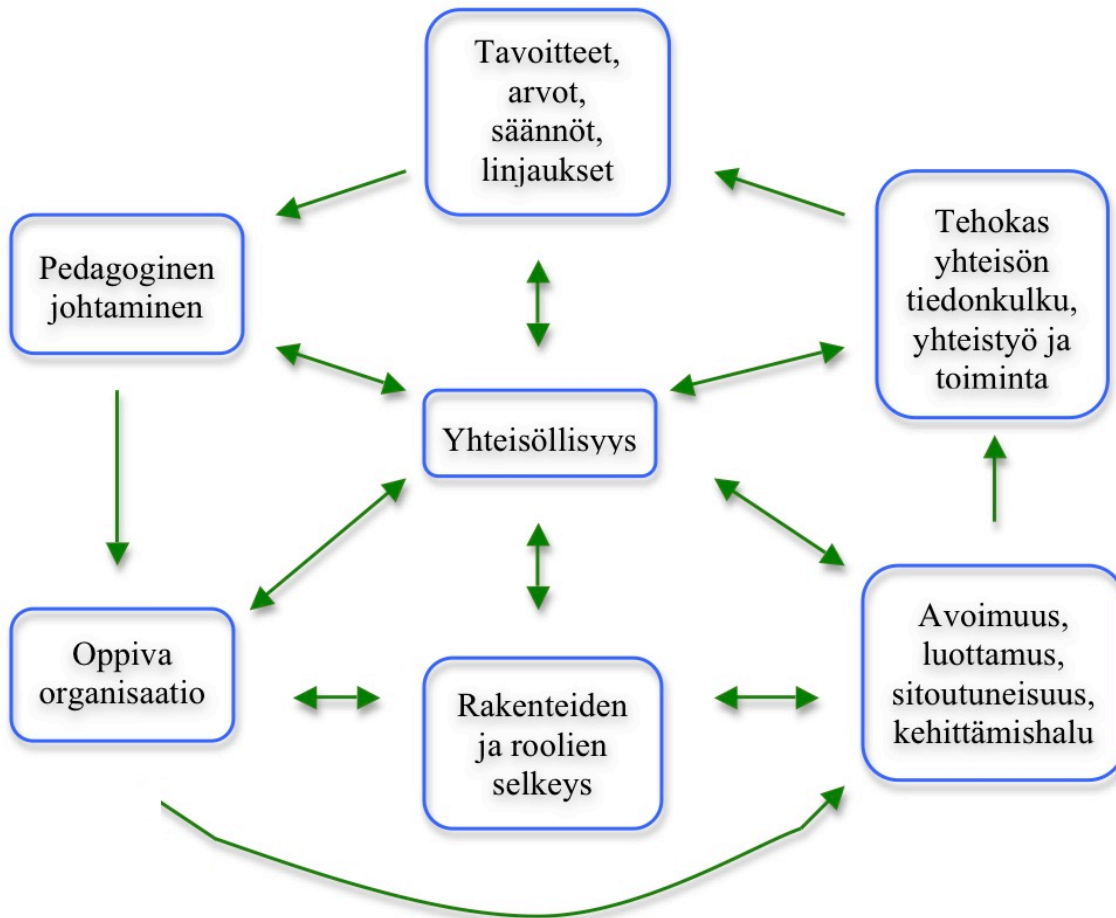 Tavoitteet,
arvot,
säännöt,
linjaukset
Pedagoginen
johtaminen
Tehokas
yhteisön
tiedonkulku,
yhteistyö ja
toiminta
Yhteisöllisyys
Oppiva
organisaatio
Rakenteiden
ja roolien
selkeys
Avoimuus,
luottamus,
sitoutuneisuus,
kehittämishalu